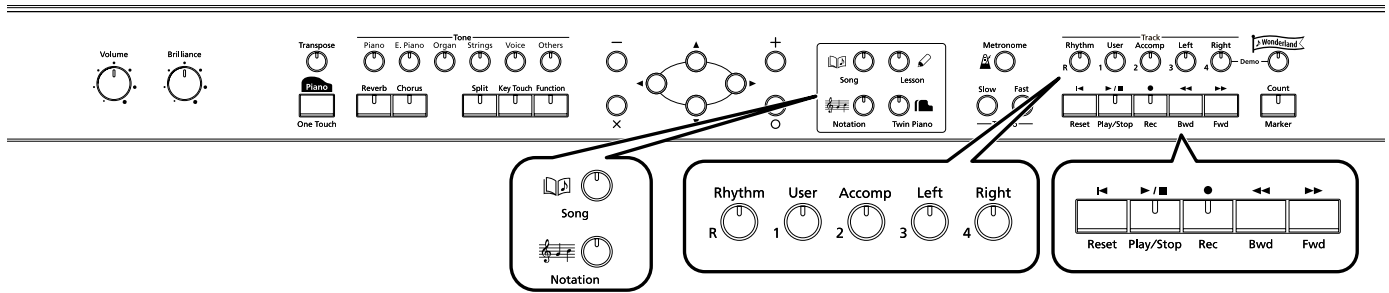 Volume
Brilliance
Transpose
Piano
One Touch
Tone
Piano E. Piano Organ Strings Voice Others
Reverb Chorus Split Key Touch Function
− +
× ○
Song Lesson
Notation Twin Piano
Metronome
Slow Fast
Track
Rhythm User Accomp Left Right
R 1 2 3 4
Demo
♪ Wonderland
Reset Play/Stop Rec Bwd Fwd
Count
Marker
Song
Notation
Rhythm User Accomp Left Right
R 1 2 3 4
Reset Play/Stop Rec Bwd Fwd